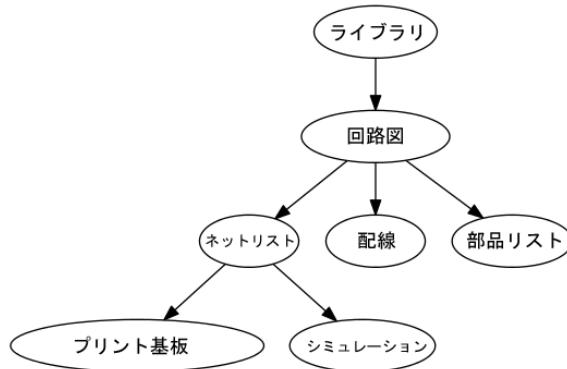 ライブラリ
回路図
ネットリスト
配線
部品リスト
プリント基板
シミュレーション